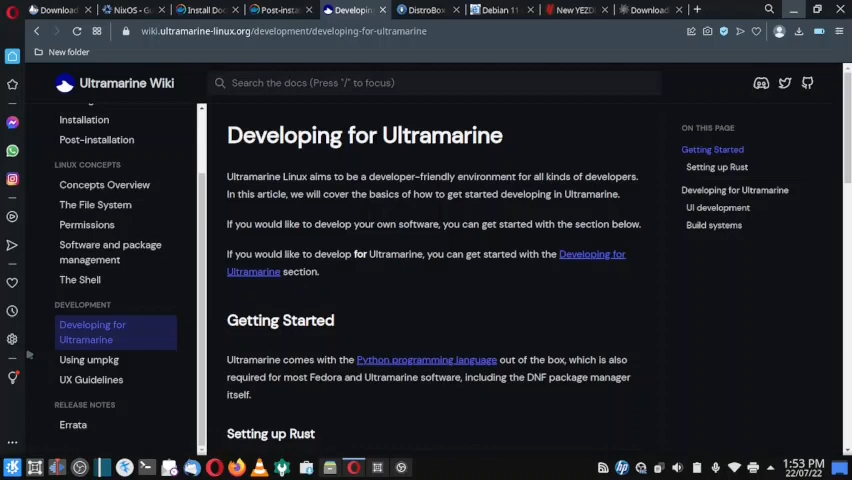 Download
NixOS - G
Install Doc
Post-insta
Developin
DistroBox
Debian 11
New YEZD
Download
wiki.ultramarine-linux.org/development/developing-for-ultramarine
New folder
Ultramarine Wiki
Search the docs (Press "/" to focus)
Installation
Post-installation
LINUX CONCEPTS
Concepts Overview
The File System
Permissions
Software and package
management
The Shell
DEVELOPMENT
Developing for
Ultramarine
Using umpkg
UX Guidelines
RELEASE NOTES
Errata
Developing for Ultramarine
Ultramarine Linux aims to be a developer-friendly environment for all kinds of developers.
In this article, we will cover the basics of how to get started developing in Ultramarine.
If you would like to develop your own software, you can get started with the section below.
If you would like to develop for Ultramarine, you can get started with the Developing for
Ultramarine section.
Getting Started
Ultramarine comes with the Python programming language out of the box, which is also
required for most Fedora and Ultramarine software, including the DNF package manager
itself.
Setting up Rust
ON THIS PAGE
Getting Started
Setting up Rust
Developing for Ultramarine
UI development
Build systems
1:53 PM
22/07/22